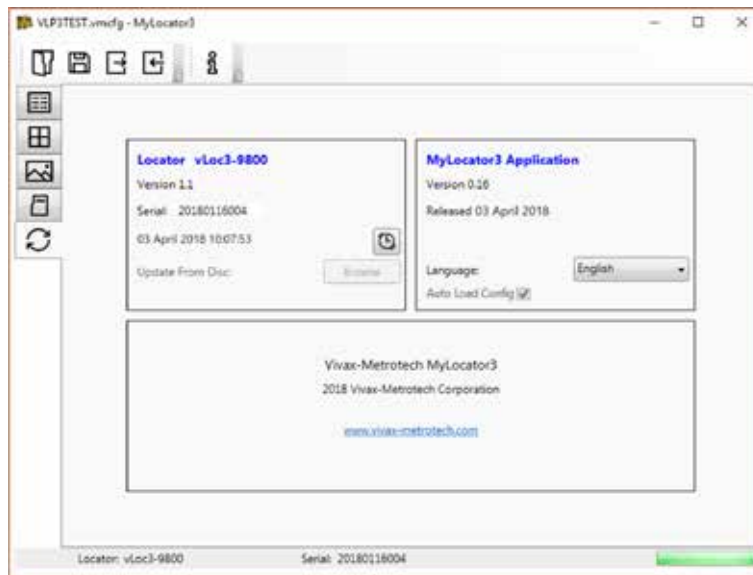 VLP3TEST.vmcfg - MyLocator3
Locator vLoc3-9800
Version 1.1
Serial: 20180116004
03 April 2018 10:07:53
Update From Disc:
Browse
MyLocator3 Application
Version 0.16
Released 03 April 2018
Language:
English
Auto Load Config
Vivax-Metrotech MyLocator3
2018 Vivax-Metrotech Corporation
www.vivax-metrotech.com
Locator: vLoc3-9800
Serial: 20180116004